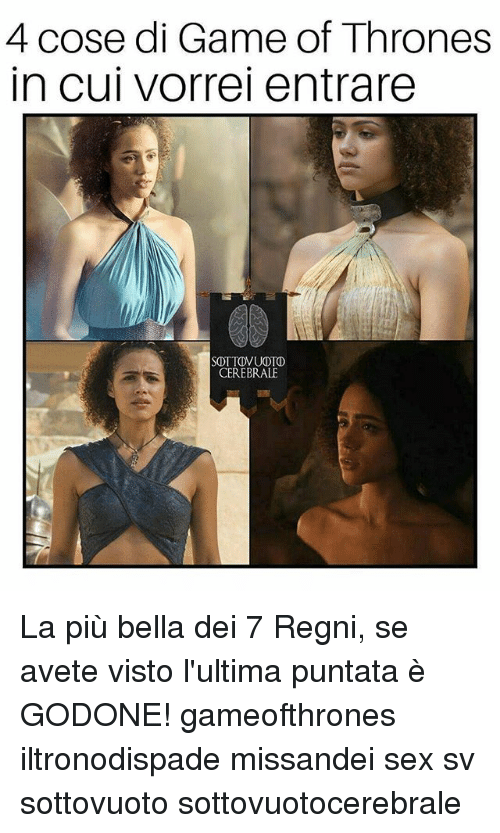 4 cose di Game of Thrones
in cui vorrei entrare
SOTTOVUOTO
CEREBRALE
La più bella dei 7 Regni, se
avete visto l'ultima puntata è
GODONE! gameofthrones
iltronodispade missandei sex sv
sottovuoto sottovuotocerebrale